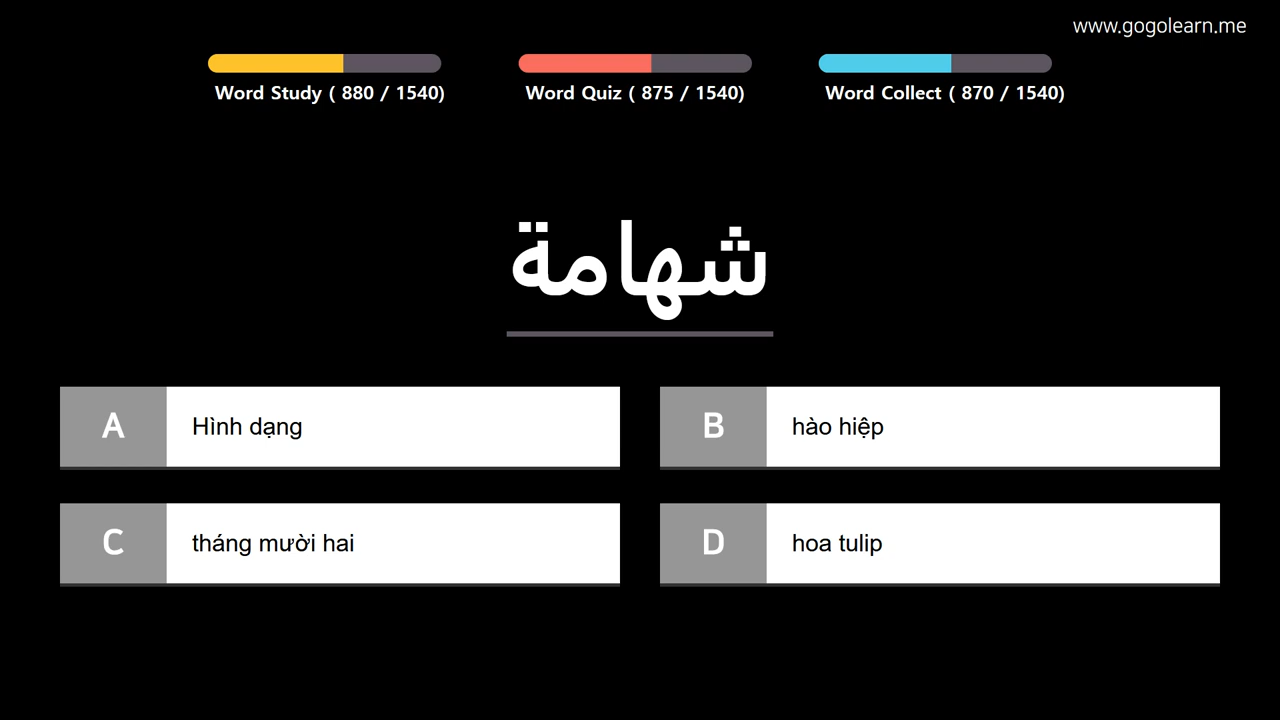 www.gogolearn.me
Word Study ( 880 / 1540)
Word Quiz ( 875 / 1540)
Word Collect ( 870 / 1540)
شهامة
A
Hình dạng
B
hào hiệp
C
tháng mười hai
D
hoa tulip